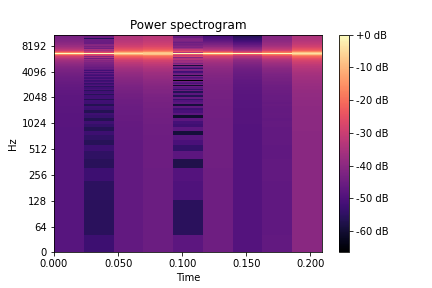 Power spectrogram
8192
4096
2048
1024
512
256
128
64
0
Hz
0.000 0.050 0.100 0.150 0.200
Time
+0 dB
-10 dB
-20 dB
-30 dB
-40 dB
-50 dB
-60 dB